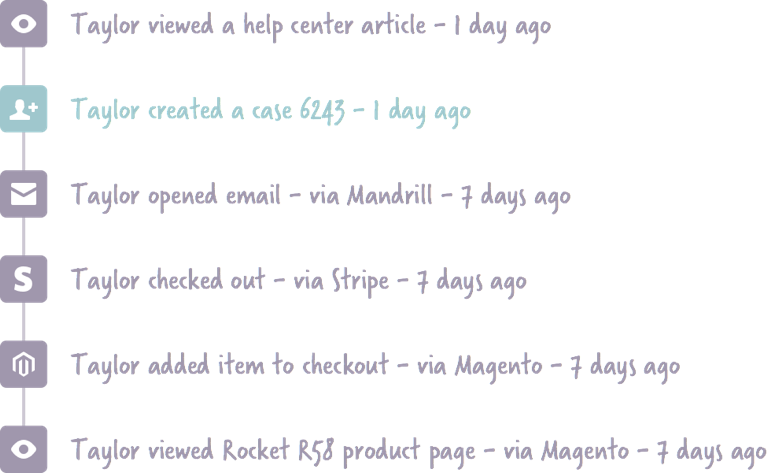 Taylor viewed a help center article - 1 day ago
Taylor created a case 6243 - 1 day ago
Taylor opened email - via Mandrill - 7 days ago
S Taylor checked out - via Stripe - 7 days ago
Taylor added item to checkout - via Magento - 7 days ago
Taylor viewed Rocket R58 product page - via Magento - 7 days ago